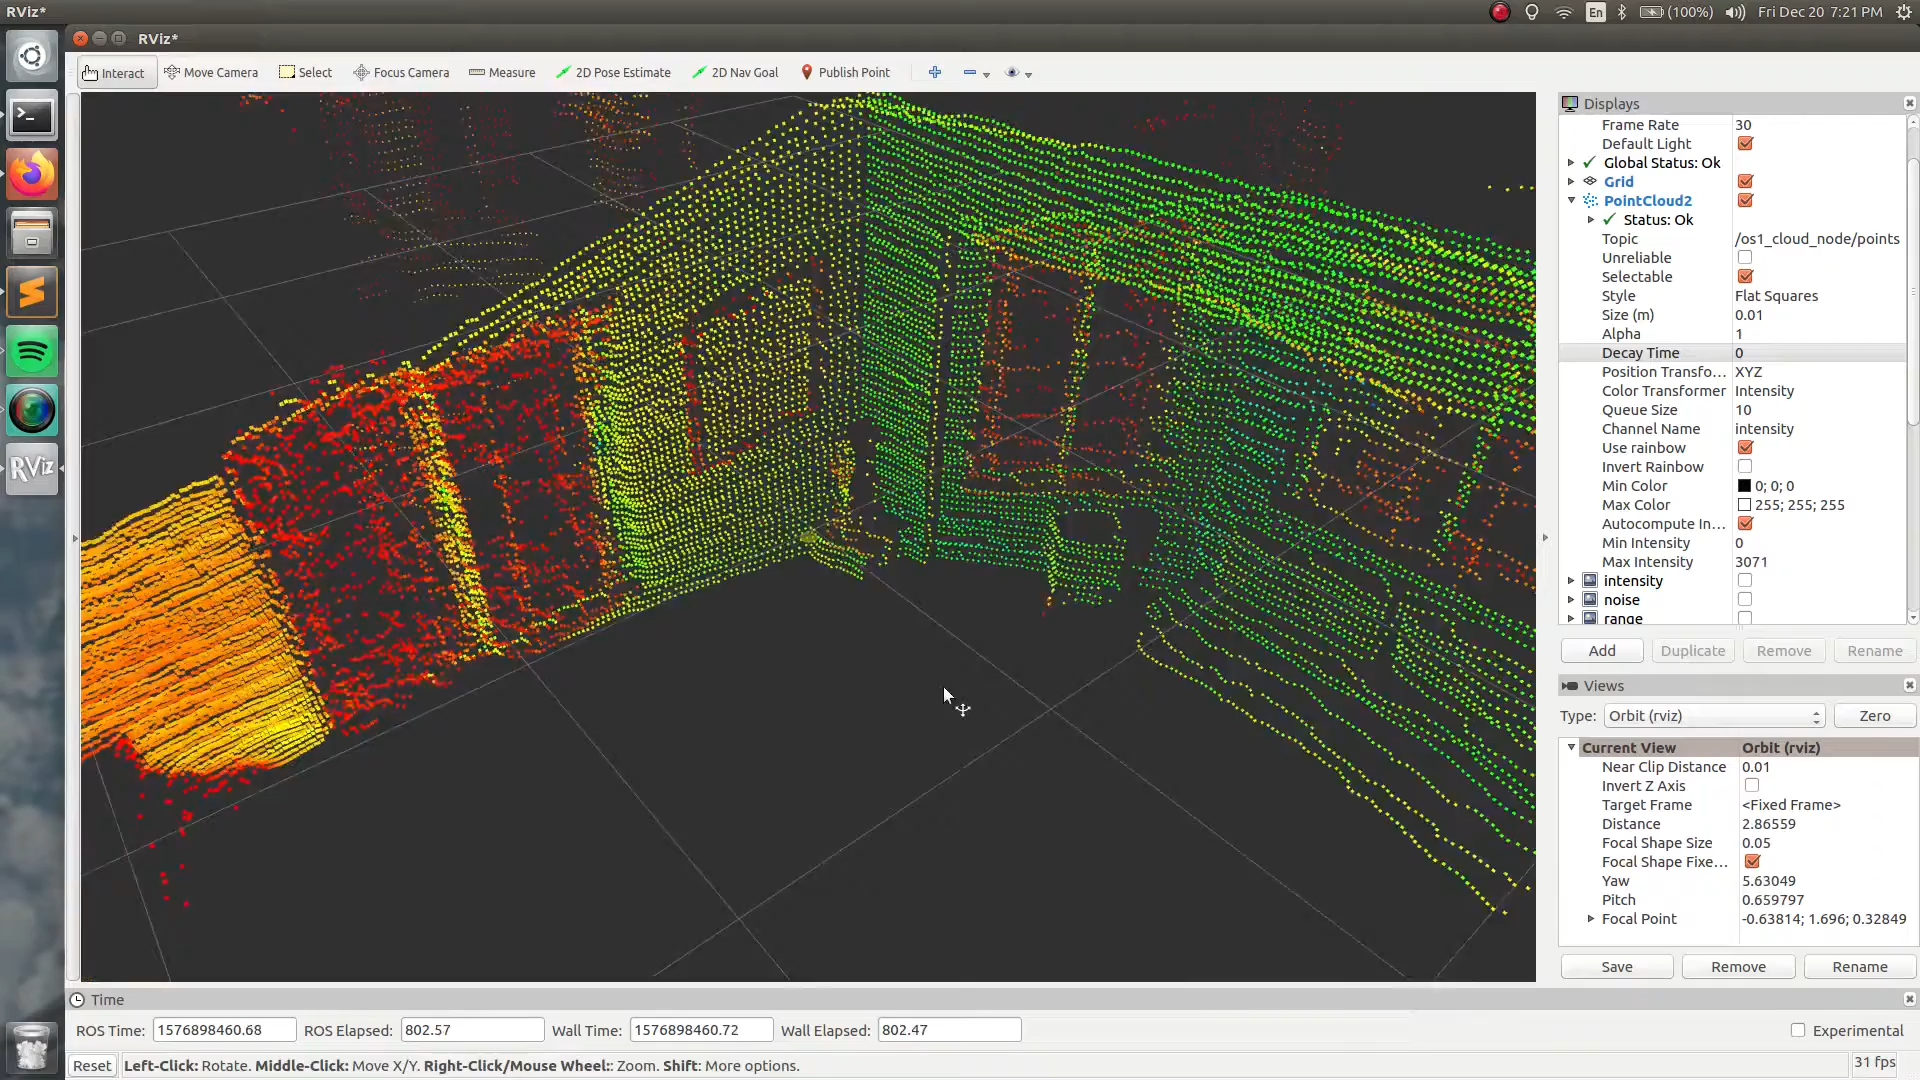 RViz*
En
(100%)
Fri Dec 20 7:21 PM
RViz*
Interact
Move Camera
Select
Focus Camera
Measure
2D Pose Estimate
2D Nav Goal
Publish Point
Displays
Frame Rate 30
Default Light
Global Status: Ok
Grid
PointCloud2
Status: Ok
Topic /os1_cloud_node/points
Unreliable
Selectable
Style Flat Squares
Size (m) 0.01
Alpha 1
Decay Time 0
Position Transfo... XYZ
Color Transformer Intensity
Queue Size 10
Channel Name intensity
Use rainbow
Invert Rainbow
Min Color 0; 0; 0
Max Color 255; 255; 255
Autocompute In...
Min Intensity 0
Max Intensity 3071
intensity
noise
range
Add Duplicate Remove Rename
Views
Type: Orbit (rviz) Zero
Current View Orbit (rviz)
Near Clip Distance 0.01
Invert Z Axis
Target Frame <Fixed Frame>
Distance 2.86559
Focal Shape Size 0.05
Focal Shape Fixe...
Yaw 5.63049
Pitch 0.659797
Focal Point -0.63814; 1.696; 0.32849
Save Remove Rename
RViz
Time
ROS Time: 1576898460.68 ROS Elapsed: 802.57 Wall Time: 1576898460.72 Wall Elapsed: 802.47 Experimental
Reset Left-Click: Rotate. Middle-Click: Move X/Y. Right-Click/Mouse Wheel:: Zoom. Shift: More options. 31 fps